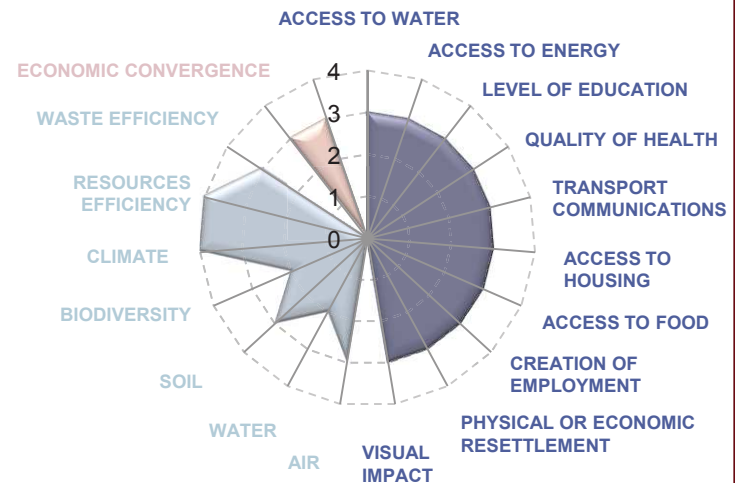 ACCESS TO WATER
ACCESS TO ENERGY
LEVEL OF EDUCATION
QUALITY OF HEALTH
TRANSPORT
COMMUNICATIONS
ACCESS TO
HOUSING
ACCESS TO FOOD
CREATION OF
EMPLOYMENT
PHYSICAL OR ECONOMIC
RESETTLEMENT
VISUAL
IMPACT
AIR
WATER
SOIL
BIODIVERSITY
CLIMATE
RESOURCES
EFFICIENCY
WASTE EFFICIENCY
ECONOMIC CONVERGENCE
4
3
2
1
0